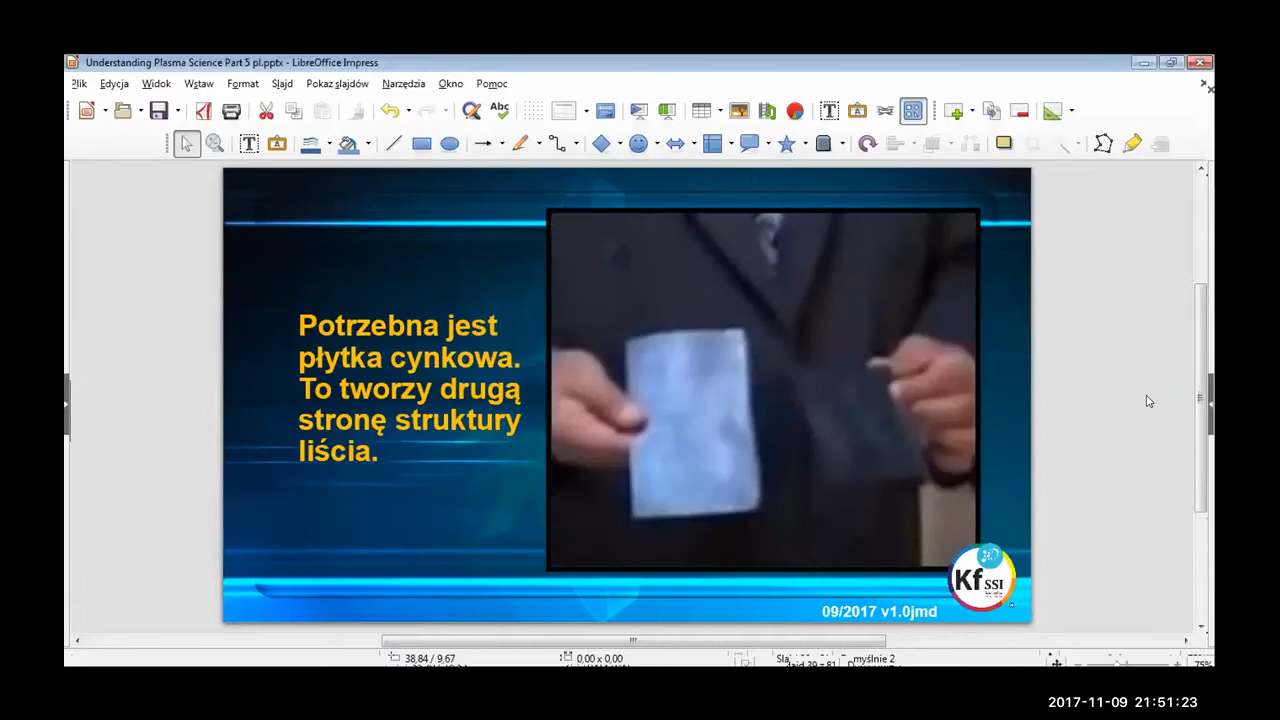 Understanding Plasma Science Part 5 pl.pptx - LibreOffice Impress
Plik Edycja Widok Wstaw Format Slajd Pokaz slajdów Narzędzia Okno Pomoc
Potrzebna jest
płytka cynkowa.
To tworzy drugą
stronę struktury
liścia.
Kf SSI
09/2017 v1.0jmd
38,84 / 9,67 0,00 x 0,00
75%
2017-11-09 21:51:23